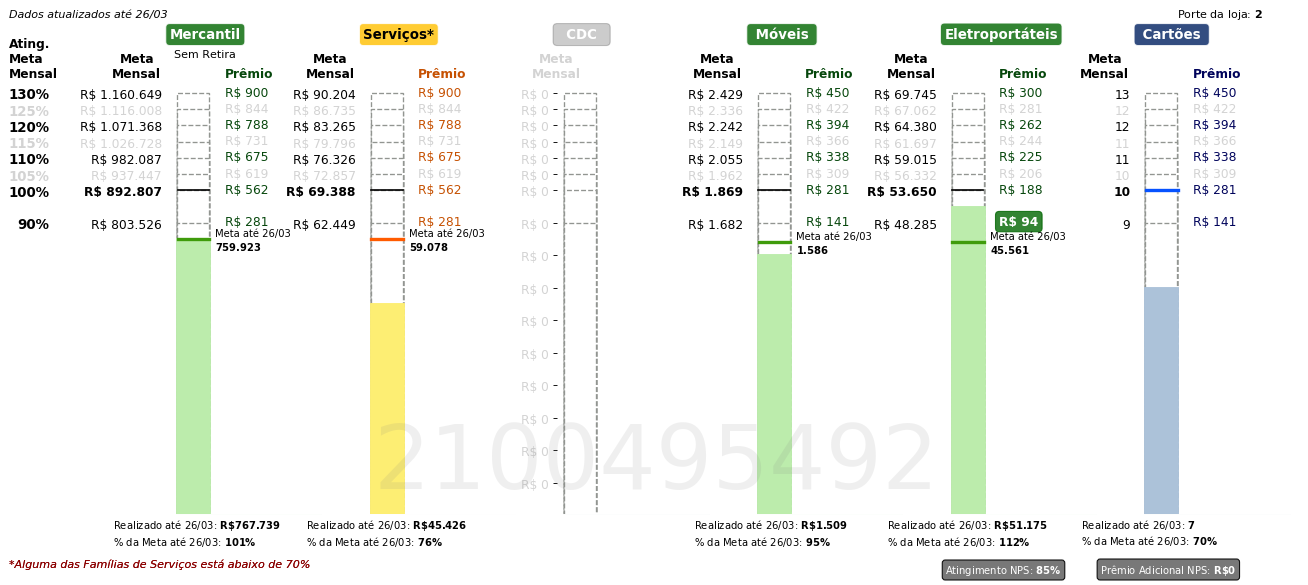 Dados atualizados até 26/03
Porte da loja: 2
Mercantil Serviços* CDC Móveis Eletroportáteis Cartões
Sem Retira
Ating. Meta Mensal
Meta Mensal Prêmio Meta Mensal Prêmio Meta Mensal Meta Mensal Prêmio Meta Mensal Prêmio Meta Mensal Prêmio
130% R$ 1.160.649 R$ 900 R$ 90.204 R$ 900 R$ 0 R$ 2.429 R$ 450 R$ 69.745 R$ 300 13 R$ 450
125% R$ 1.116.008 R$ 844 R$ 86.735 R$ 844 R$ 0 R$ 2.336 R$ 422 R$ 67.062 R$ 281 12 R$ 422
120% R$ 1.071.368 R$ 788 R$ 83.265 R$ 788 R$ 0 R$ 2.242 R$ 394 R$ 64.380 R$ 262 12 R$ 394
115% R$ 1.026.728 R$ 731 R$ 79.796 R$ 731 R$ 0 R$ 2.149 R$ 366 R$ 61.697 R$ 244 11 R$ 366
110% R$ 982.087 R$ 675 R$ 76.326 R$ 675 R$ 0 R$ 2.055 R$ 338 R$ 59.015 R$ 225 11 R$ 338
105% R$ 937.447 R$ 619 R$ 72.857 R$ 619 R$ 0 R$ 1.962 R$ 309 R$ 56.332 R$ 206 10 R$ 309
100% R$ 892.807 R$ 562 R$ 69.388 R$ 562 R$ 0 R$ 1.869 R$ 281 R$ 53.650 R$ 188 10 R$ 281
90% R$ 803.526 R$ 281 R$ 62.449 R$ 281 R$ 0 R$ 1.682 R$ 141 R$ 48.285 R$ 94 9 R$ 141
Meta até 26/03 Meta até 26/03 Meta até 26/03 Meta até 26/03
759.923 59.078 1.586 45.561
R$ 0
R$ 0
R$ 0
R$ 0
R$ 0
R$ 0
R$ 0
R$ 0
2100495492
Realizado até 26/03: R$767.739 Realizado até 26/03: R$45.426 Realizado até 26/03: R$1.509 Realizado até 26/03: R$51.175 Realizado até 26/03: 7
% da Meta até 26/03: 101% % da Meta até 26/03: 76% % da Meta até 26/03: 95% % da Meta até 26/03: 112% % da Meta até 26/03: 70%
*Alguma das Famílias de Serviços está abaixo de 70%
Atingimento NPS: 85% Prêmio Adicional NPS: R$0